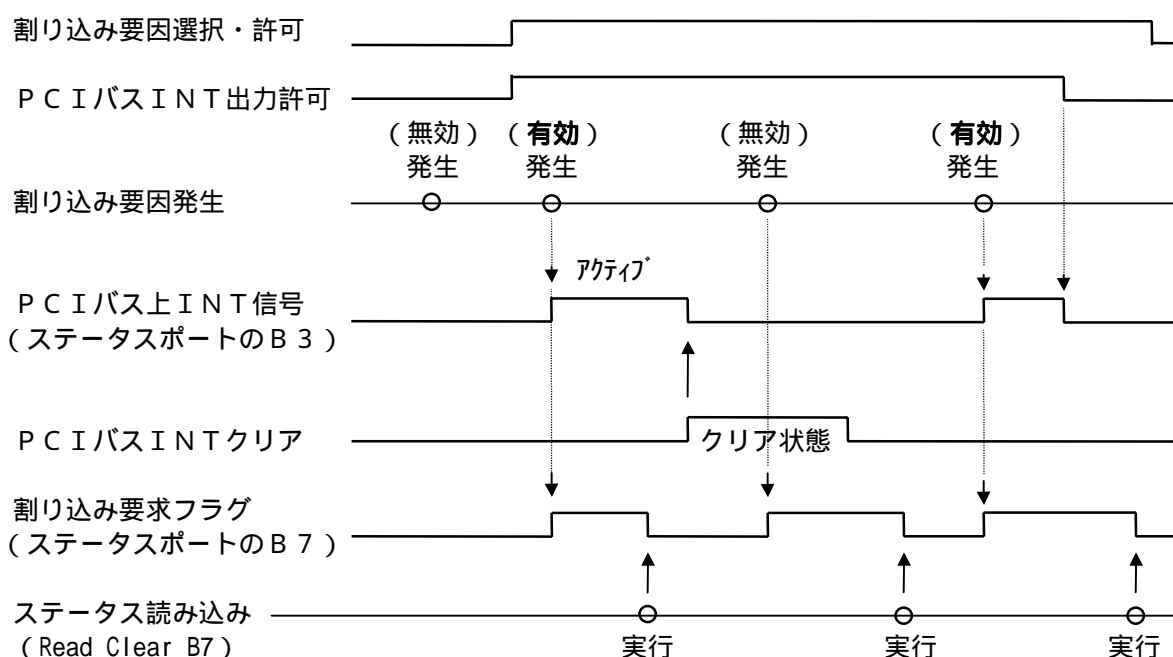 割り込み要因選択・許可
ＰＣＩバスＩＮＴ出力許可
（無効） （有効） （無効） （有効）
発生 発生 発生 発生
割り込み要因発生
ｱｸﾃｨﾌﾞ
ＰＣＩバス上ＩＮＴ信号
（ステータスポートのＢ３）
ＰＣＩバスＩＮＴクリア
クリア状態
割り込み要求フラグ
（ステータスポートのＢ７）
ステータス読み込み
（Read Clear B7）
実行 実行 実行